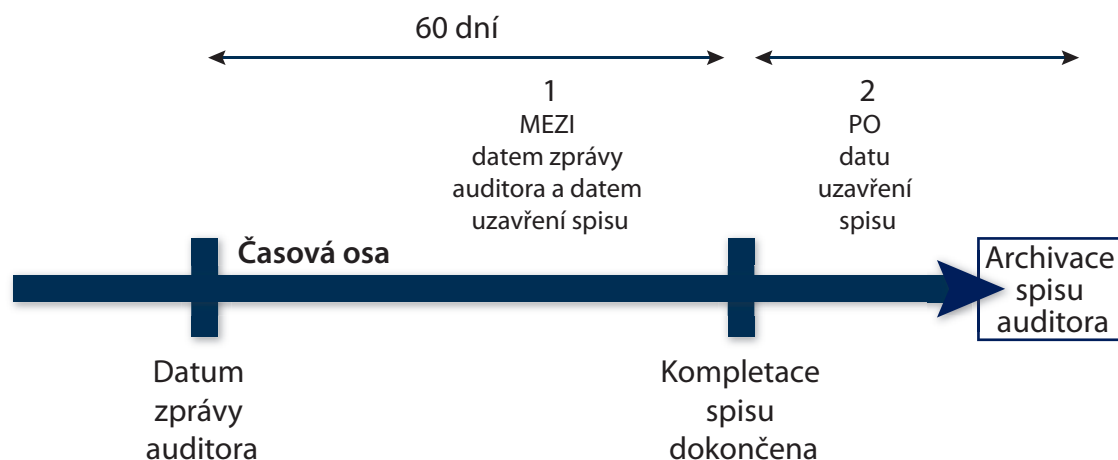 60 dní
1
MEZI
datem zprávy
auditora a datem
uzavření spisu
2
PO
datu
uzavření
spisu
Časová osa
Archivace
spisu
auditora
Datum
zprávy
auditora
Kompletace
spisu
dokončena